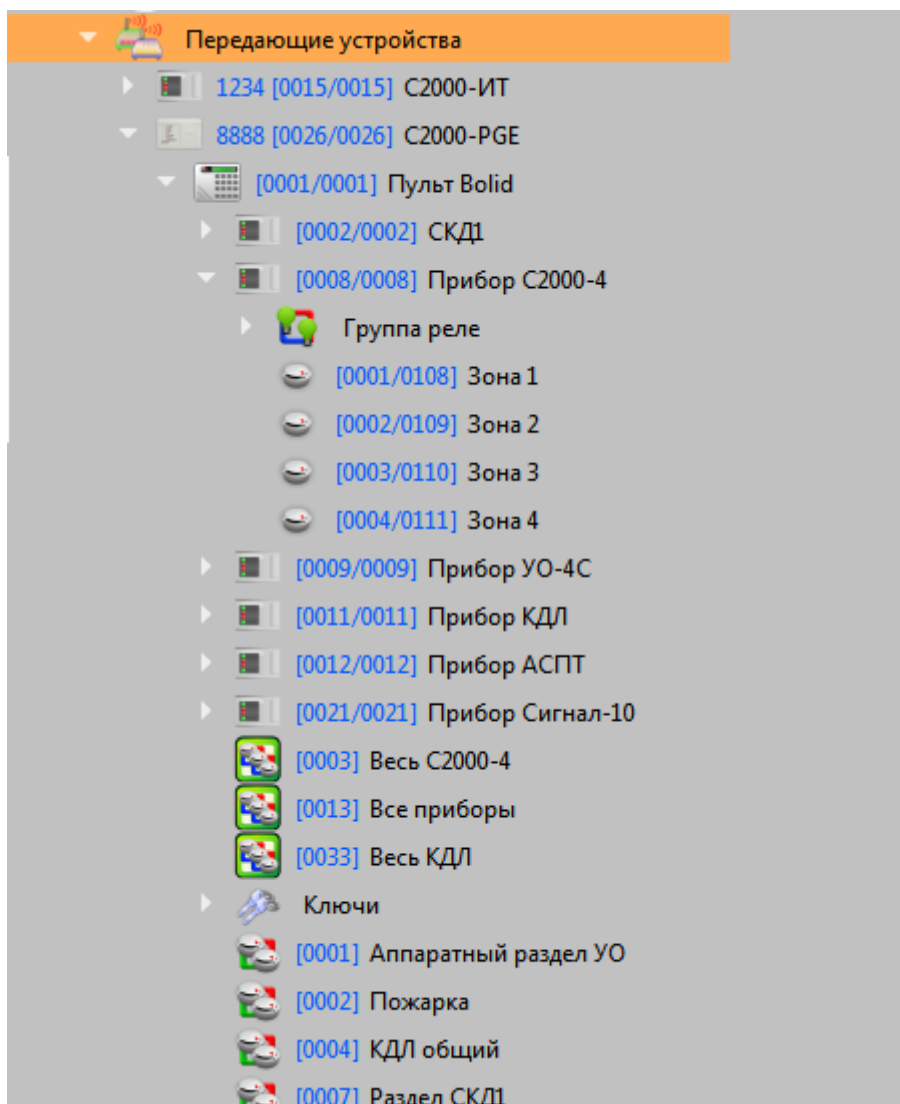 Передающие устройства
1234 [0015/0015] С2000-ИТ
8888 [0026/0026] С2000-PGE
[0001/0001] Пульт Bolid
[0002/0002] СКД1
[0008/0008] Прибор С2000-4
Группа реле
[0001/0108] Зона 1
[0002/0109] Зона 2
[0003/0110] Зона 3
[0004/0111] Зона 4
[0009/0009] Прибор УО-4С
[0011/0011] Прибор КДЛ
[0012/0012] Прибор АСПТ
[0021/0021] Прибор Сигнал-10
[0003] Весь С2000-4
[0013] Все приборы
[0033] Весь КДЛ
Ключи
[0001] Аппаратный раздел УО
[0002] Пожарка
[0004] КДЛ общий
[0007] Раздел СКД1